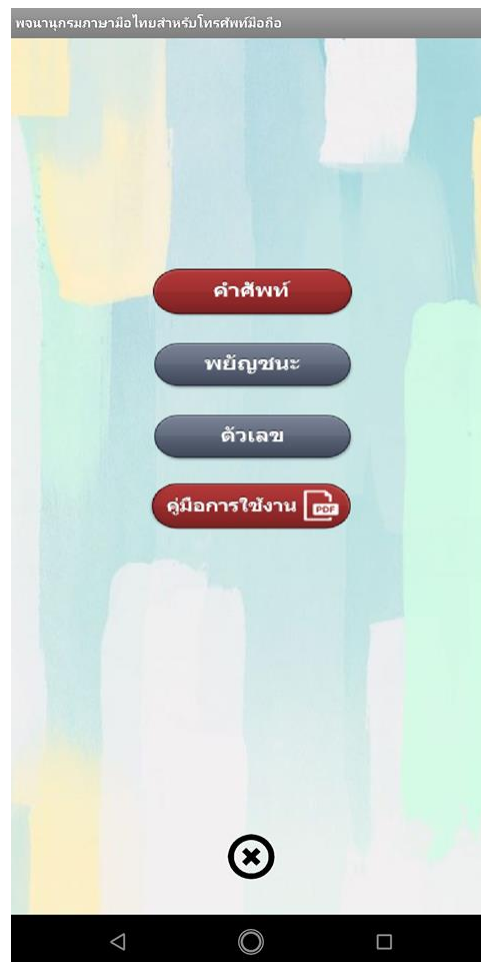 พจนานุกรมภาษามือไทยสำหรับโทรศัพท์มือถือ
คำศัพท์
พยัญชนะ
ตัวเลข
คู่มือการใช้งาน PDF